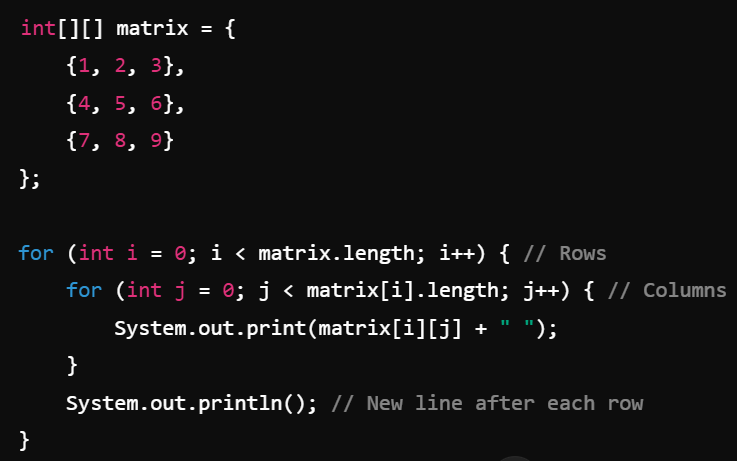 int[][] matrix = {
    {1, 2, 3},
    {4, 5, 6},
    {7, 8, 9}
};

for (int i = 0; i < matrix.length; i++) { // Rows
    for (int j = 0; j < matrix[i].length; j++) { // Columns
        System.out.print(matrix[i][j] + " ");
    }
    System.out.println(); // New line after each row
}